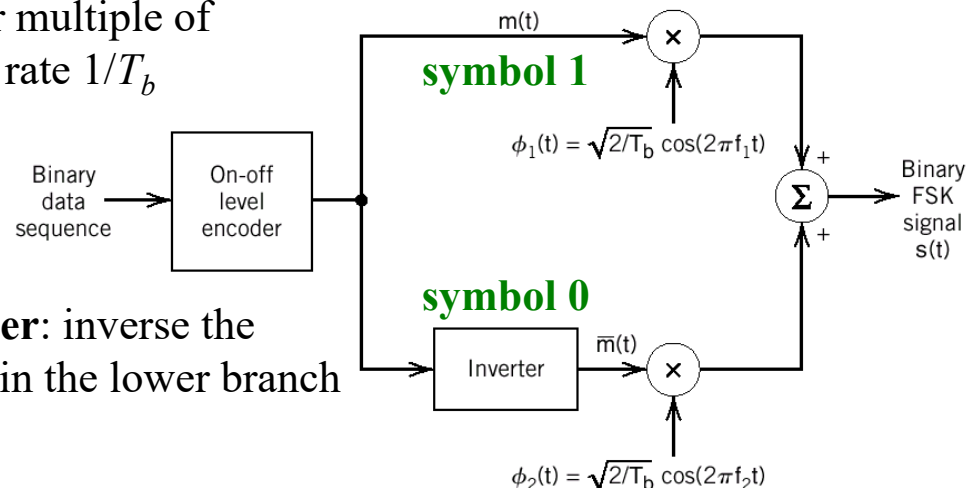 r multiple of
rate 1/T_b
m(t)
×
symbol 1
ϕ₁(t) = √2/T_b cos(2πf₁t)
Binary
data
sequence
On-off
level
encoder
+
Σ
+
Binary
FSK
signal
s(t)
symbol 0
er: inverse the
in the lower branch
Inverter
m̅(t)
×
ϕ₂(t) = √2/T_b cos(2πf₂t)